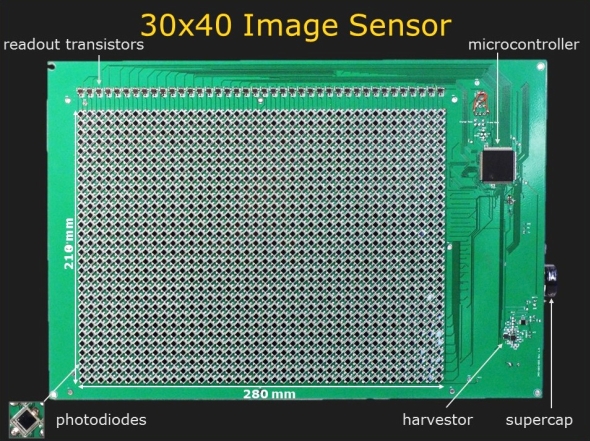 30x40 Image Sensor
readout transistors
microcontroller
210 mm
280 mm
photodiodes
harvestor
supercap